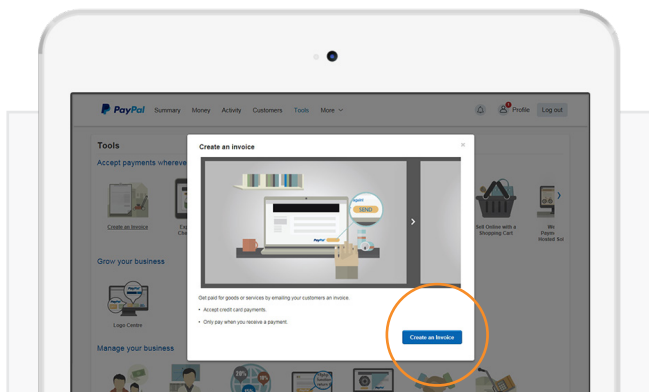 PayPal Summary Money Activity Customers Tools More Profile Log out
Tools
Create an invoice
×
Accept payments whereve
SEND
PayPal
Create an Invoice
Sell Online with a
Shopping Cart
Grow your business
Get paid for goods or services by emailing your customers an invoice.
• Accept credit card payments.
• Only pay when you receive a payment.
Logo Centre
Create an Invoice
Manage your business
70%